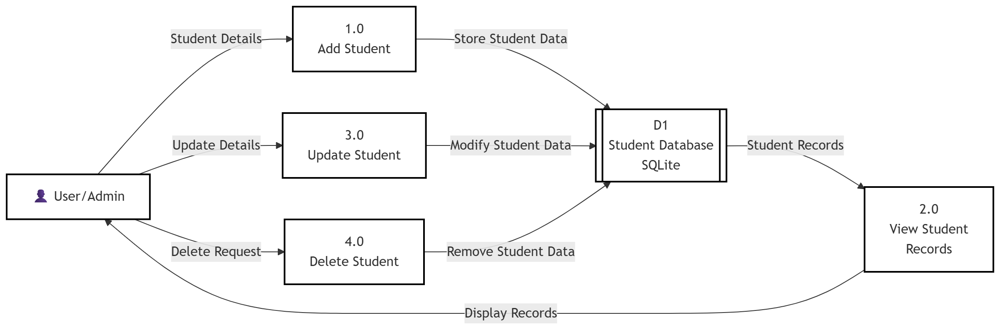 Student Details
1.0
Add Student
Store Student Data
Update Details
3.0
Update Student
Modify Student Data
D1
Student Database
SQLite
Student Records
User/Admin
2.0
View Student
Records
Delete Request
4.0
Delete Student
Remove Student Data
Display Records